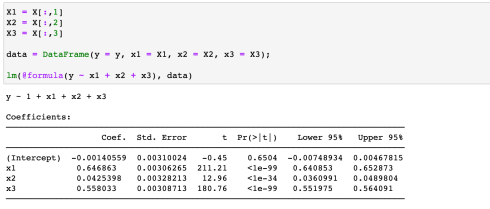 X1 = X[:,1]
X2 = X[:,2]
X3 = X[:,3]
data = DataFrame(y = y, x1 = X1, x2 = X2, x3 = X3);
lm(@formula(y ~ x1 + x2 + x3), data)
y ~ 1 + x1 + x2 + x3
Coefficients:
Coef. Std. Error t Pr(>|t|) Lower 95% Upper 95%
(Intercept) -0.00140559 0.00310024 -0.45 0.6504 -0.00748934 0.00467815
x1 0.646863 0.00306265 211.21 <1e-99 0.640853 0.652873
x2 0.0425398 0.00328213 12.96 <1e-34 0.0360991 0.0489804
x3 0.558033 0.00308713 180.76 <1e-99 0.551975 0.564091